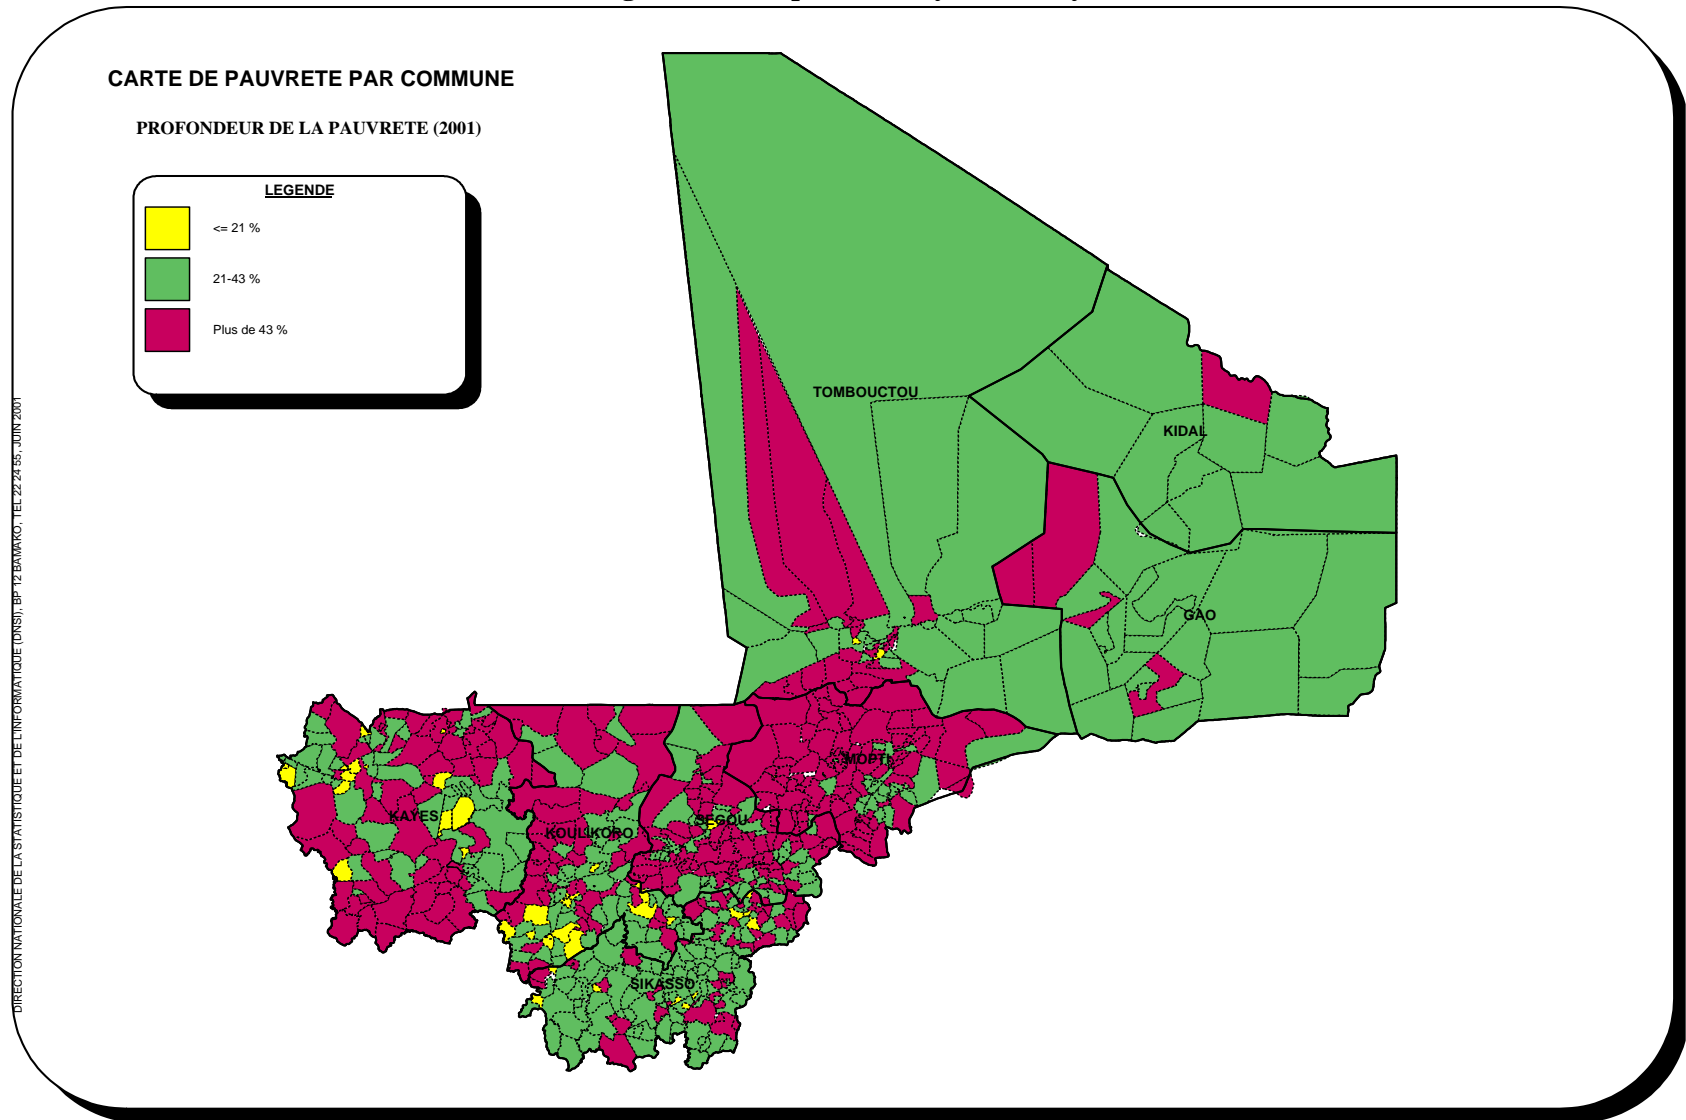 CARTE DE PAUVRETE PAR COMMUNE
PROFONDEUR DE LA PAUVRETE (2001)
LEGENDE
<= 21 %
21-43 %
Plus de 43 %
TOMBOUCTOU
KIDAL
GAO
MOPTI
KAYES
KOULIKORO
SEGOU
SIKASSO
DIRECTION NATIONALE DE LA STATISTIQUE ET DE L'INFORMATIQUE (DNSI), BP 12 BAMAKO, TEL 22 24 55, JUIN 2001